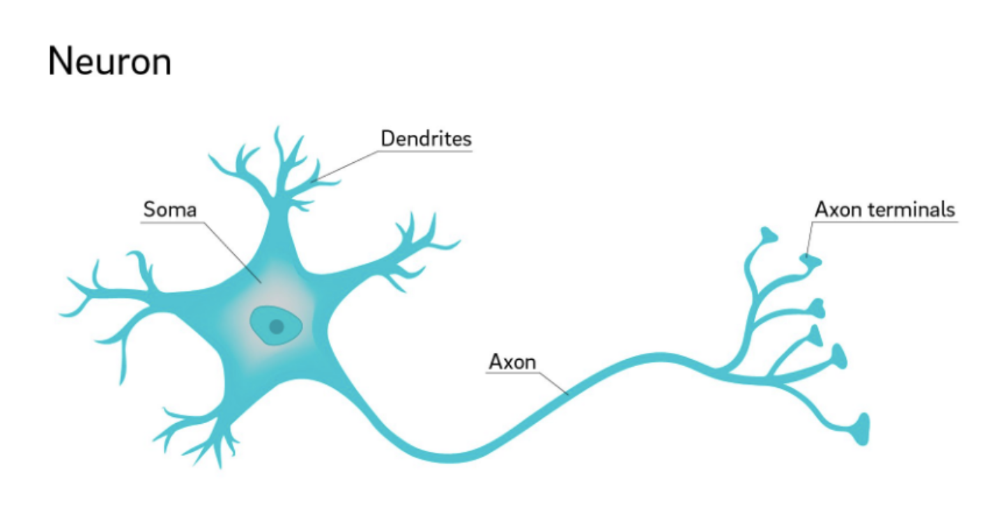 Neuron
Dendrites
Soma
Axon terminals
Axon